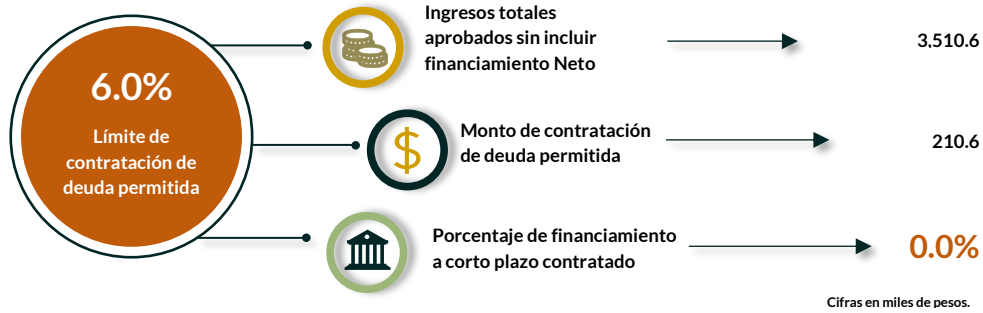 6.0%
Límite de
contratación de
deuda permitida
Ingresos totales
aprobados sin incluir
financiamiento Neto
3,510.6
$
Monto de contratación
de deuda permitida
210.6
Porcentaje de financiamiento
a corto plazo contratado
0.0%
Cifras en miles de pesos.